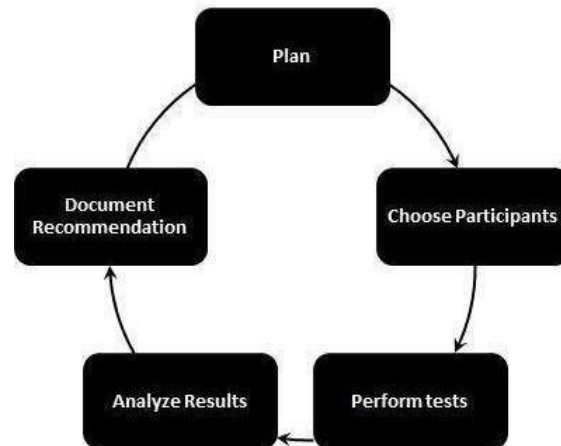 Plan
Choose Participants
Perform tests
Analyze Results
Document
Recommendation